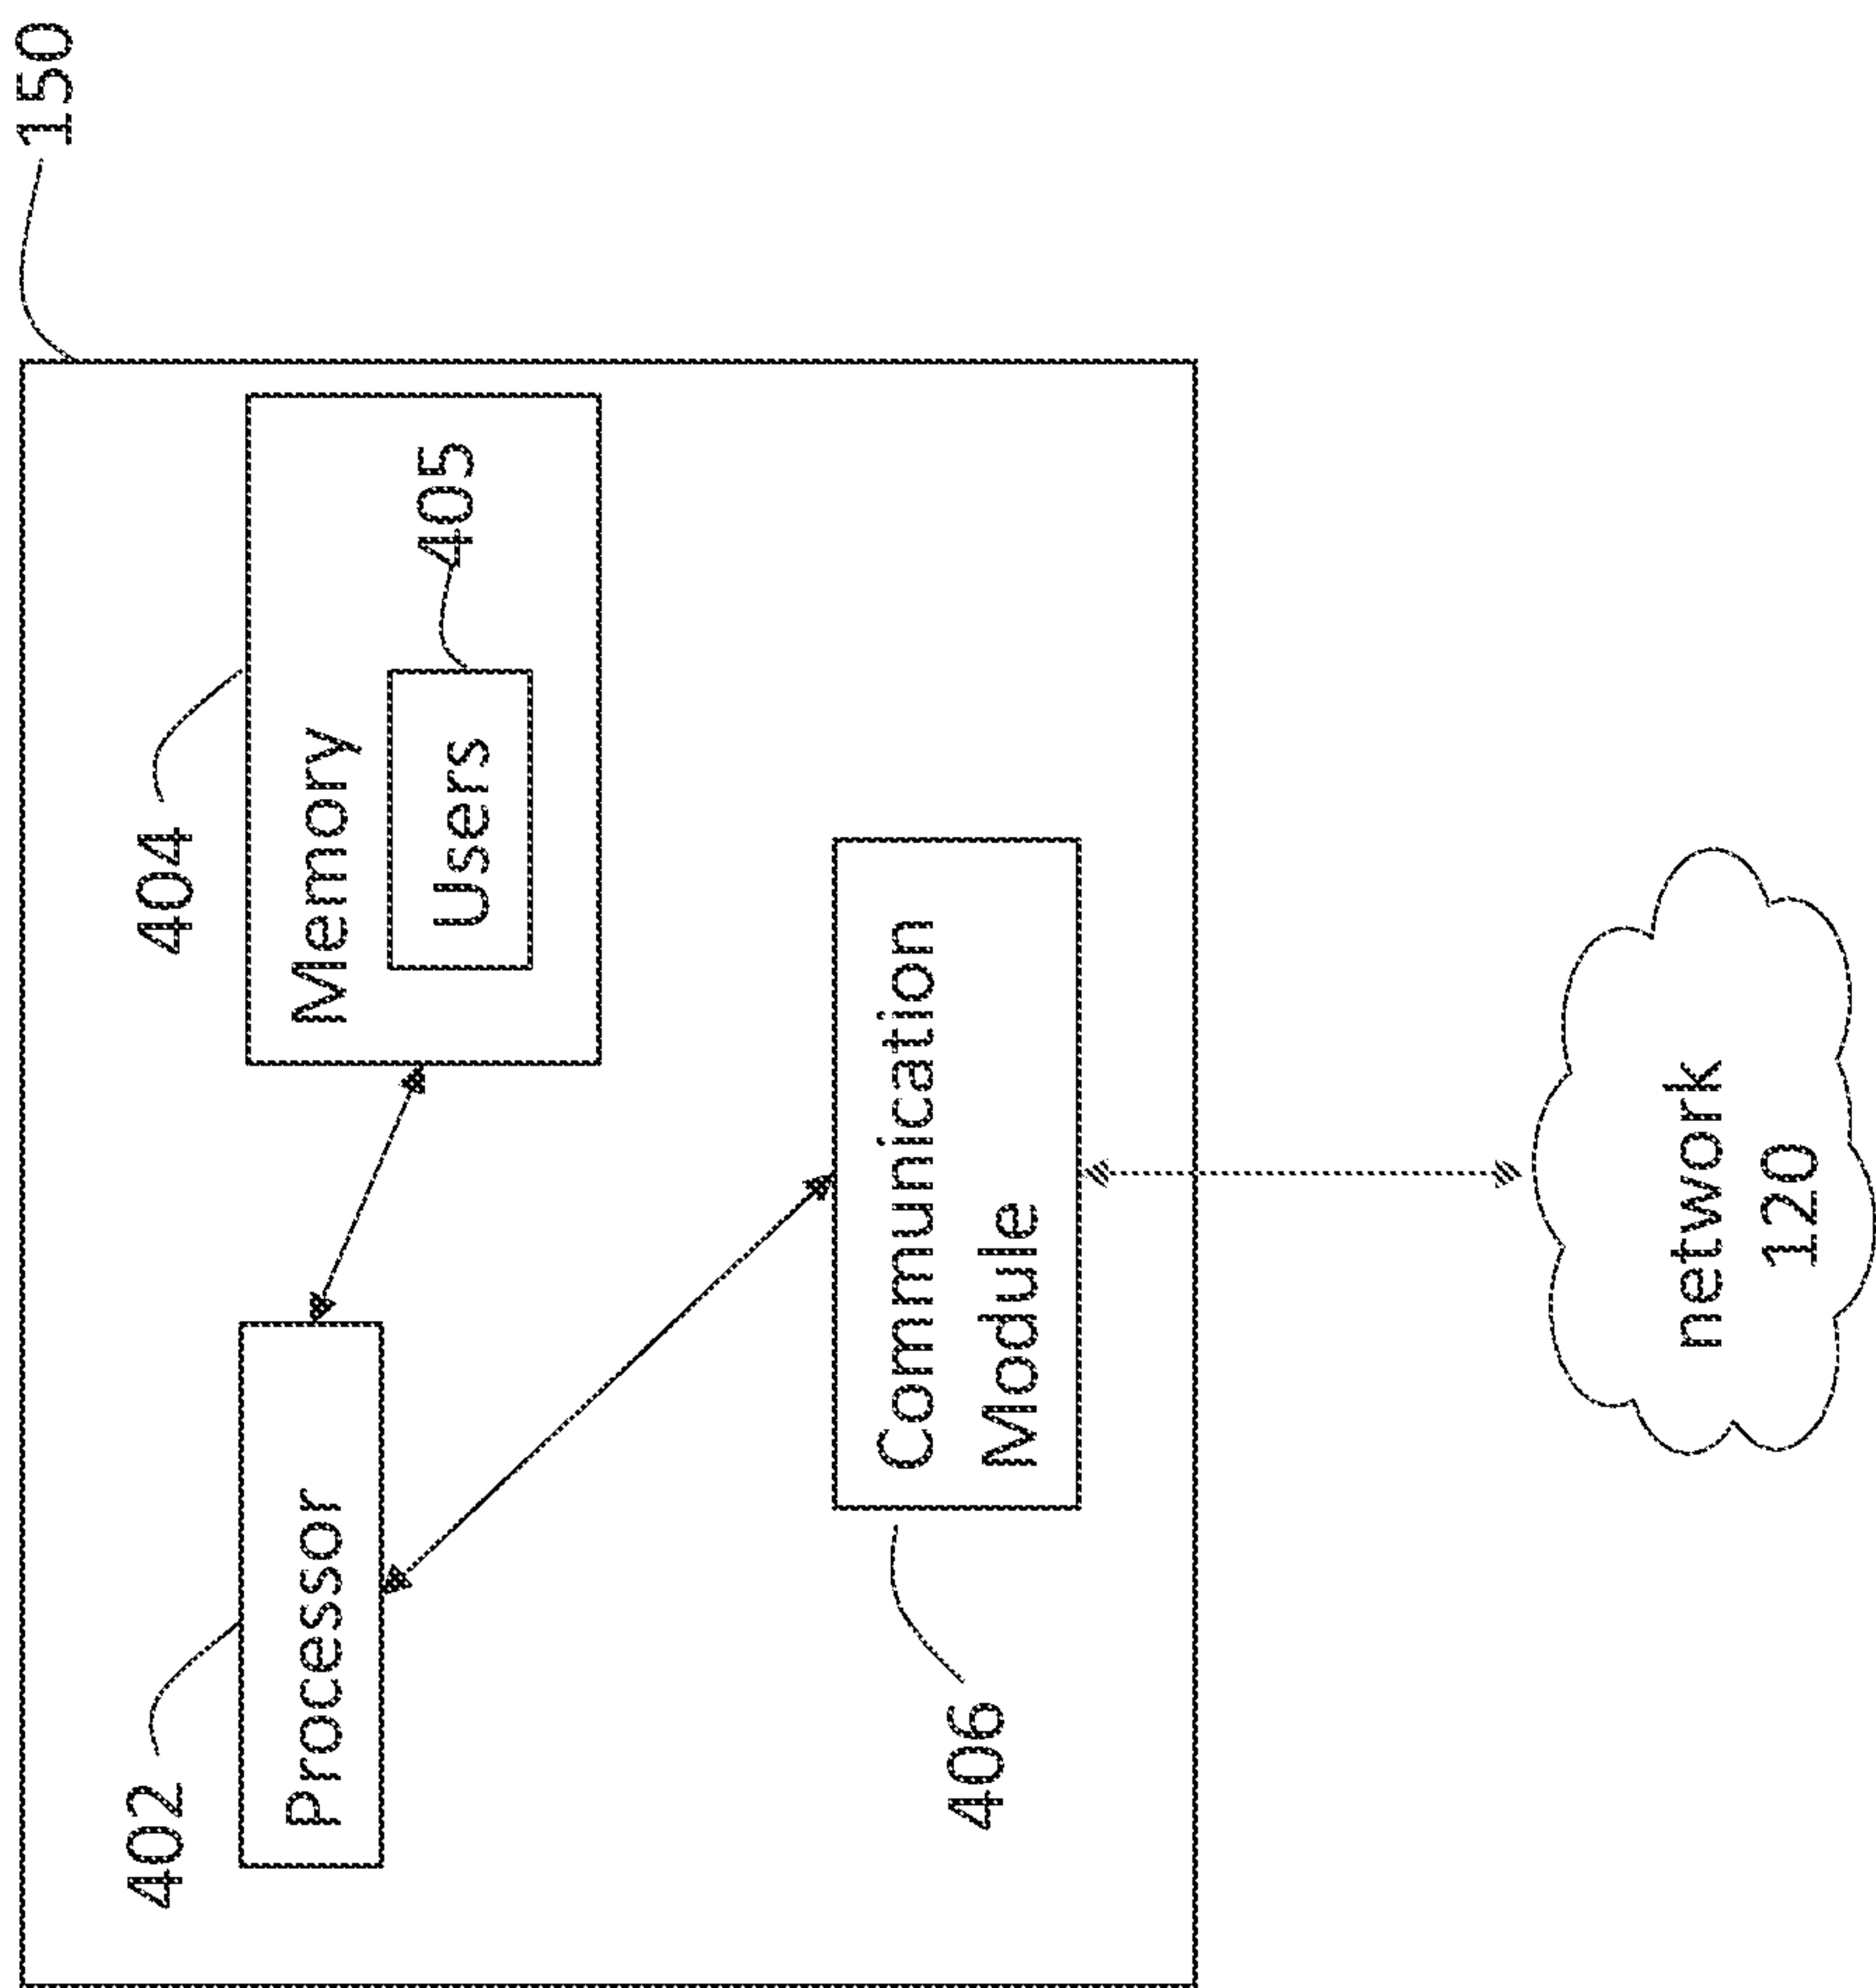 150
402
Processor
404
Memory
405
Users
406
Communication
Module
network
120